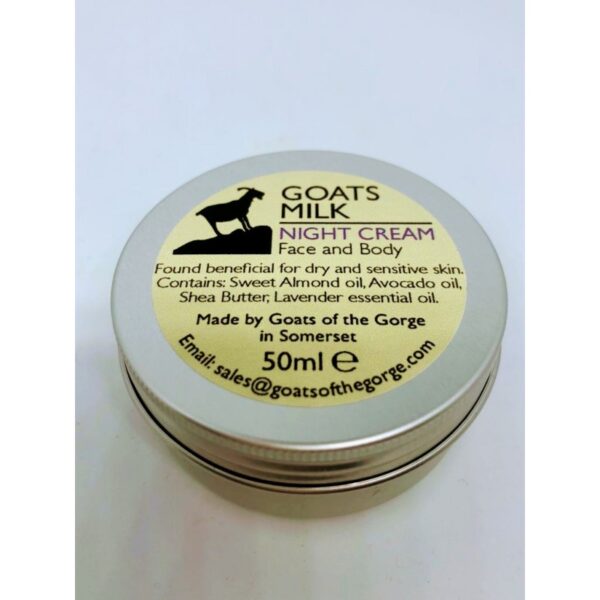 GOATS
MILK
NIGHT CREAM
Face and Body
Found beneficial for dry and sensitive skin.
Contains: Sweet Almond oil, Avocado oil,
Shea Butter, Lavender essential oil.
Made by Goats of the Gorge
in Somerset
50ml ℮
Email: sales@goatsofthegorge.com